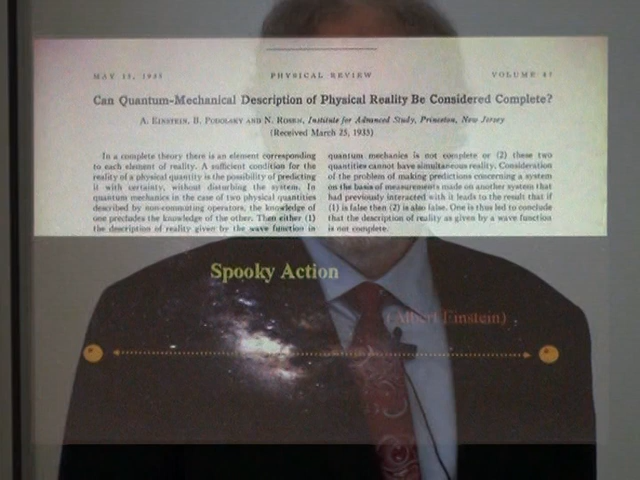 MAY 15, 1935 PHYSICAL REVIEW VOLUME 47
Can Quantum-Mechanical Description of Physical Reality Be Considered Complete?
A. EINSTEIN, B. PODOLSKY AND N. ROSEN, Institute for Advanced Study, Princeton, New Jersey
(Received March 25, 1935)
In a complete theory there is an element corresponding
to each element of reality. A sufficient condition for the
reality of a physical quantity is the possibility of predicting
it with certainty, without disturbing the system. In
quantum mechanics in the case of two physical quantities
described by non-commuting operators, the knowledge of
one precludes the knowledge of the other. Then either (1)
the description of reality given by the wave function in
quantum mechanics is not complete or (2) these two
quantities cannot have simultaneous reality. Consideration
of the problem of making predictions concerning a system
on the basis of measurements made on another system that
had previously interacted with it leads to the result that if
(1) is false then (2) is also false. One is thus led to conclude
that the description of reality as given by a wave function
is not complete.
Spooky Action
(Albert Einstein)